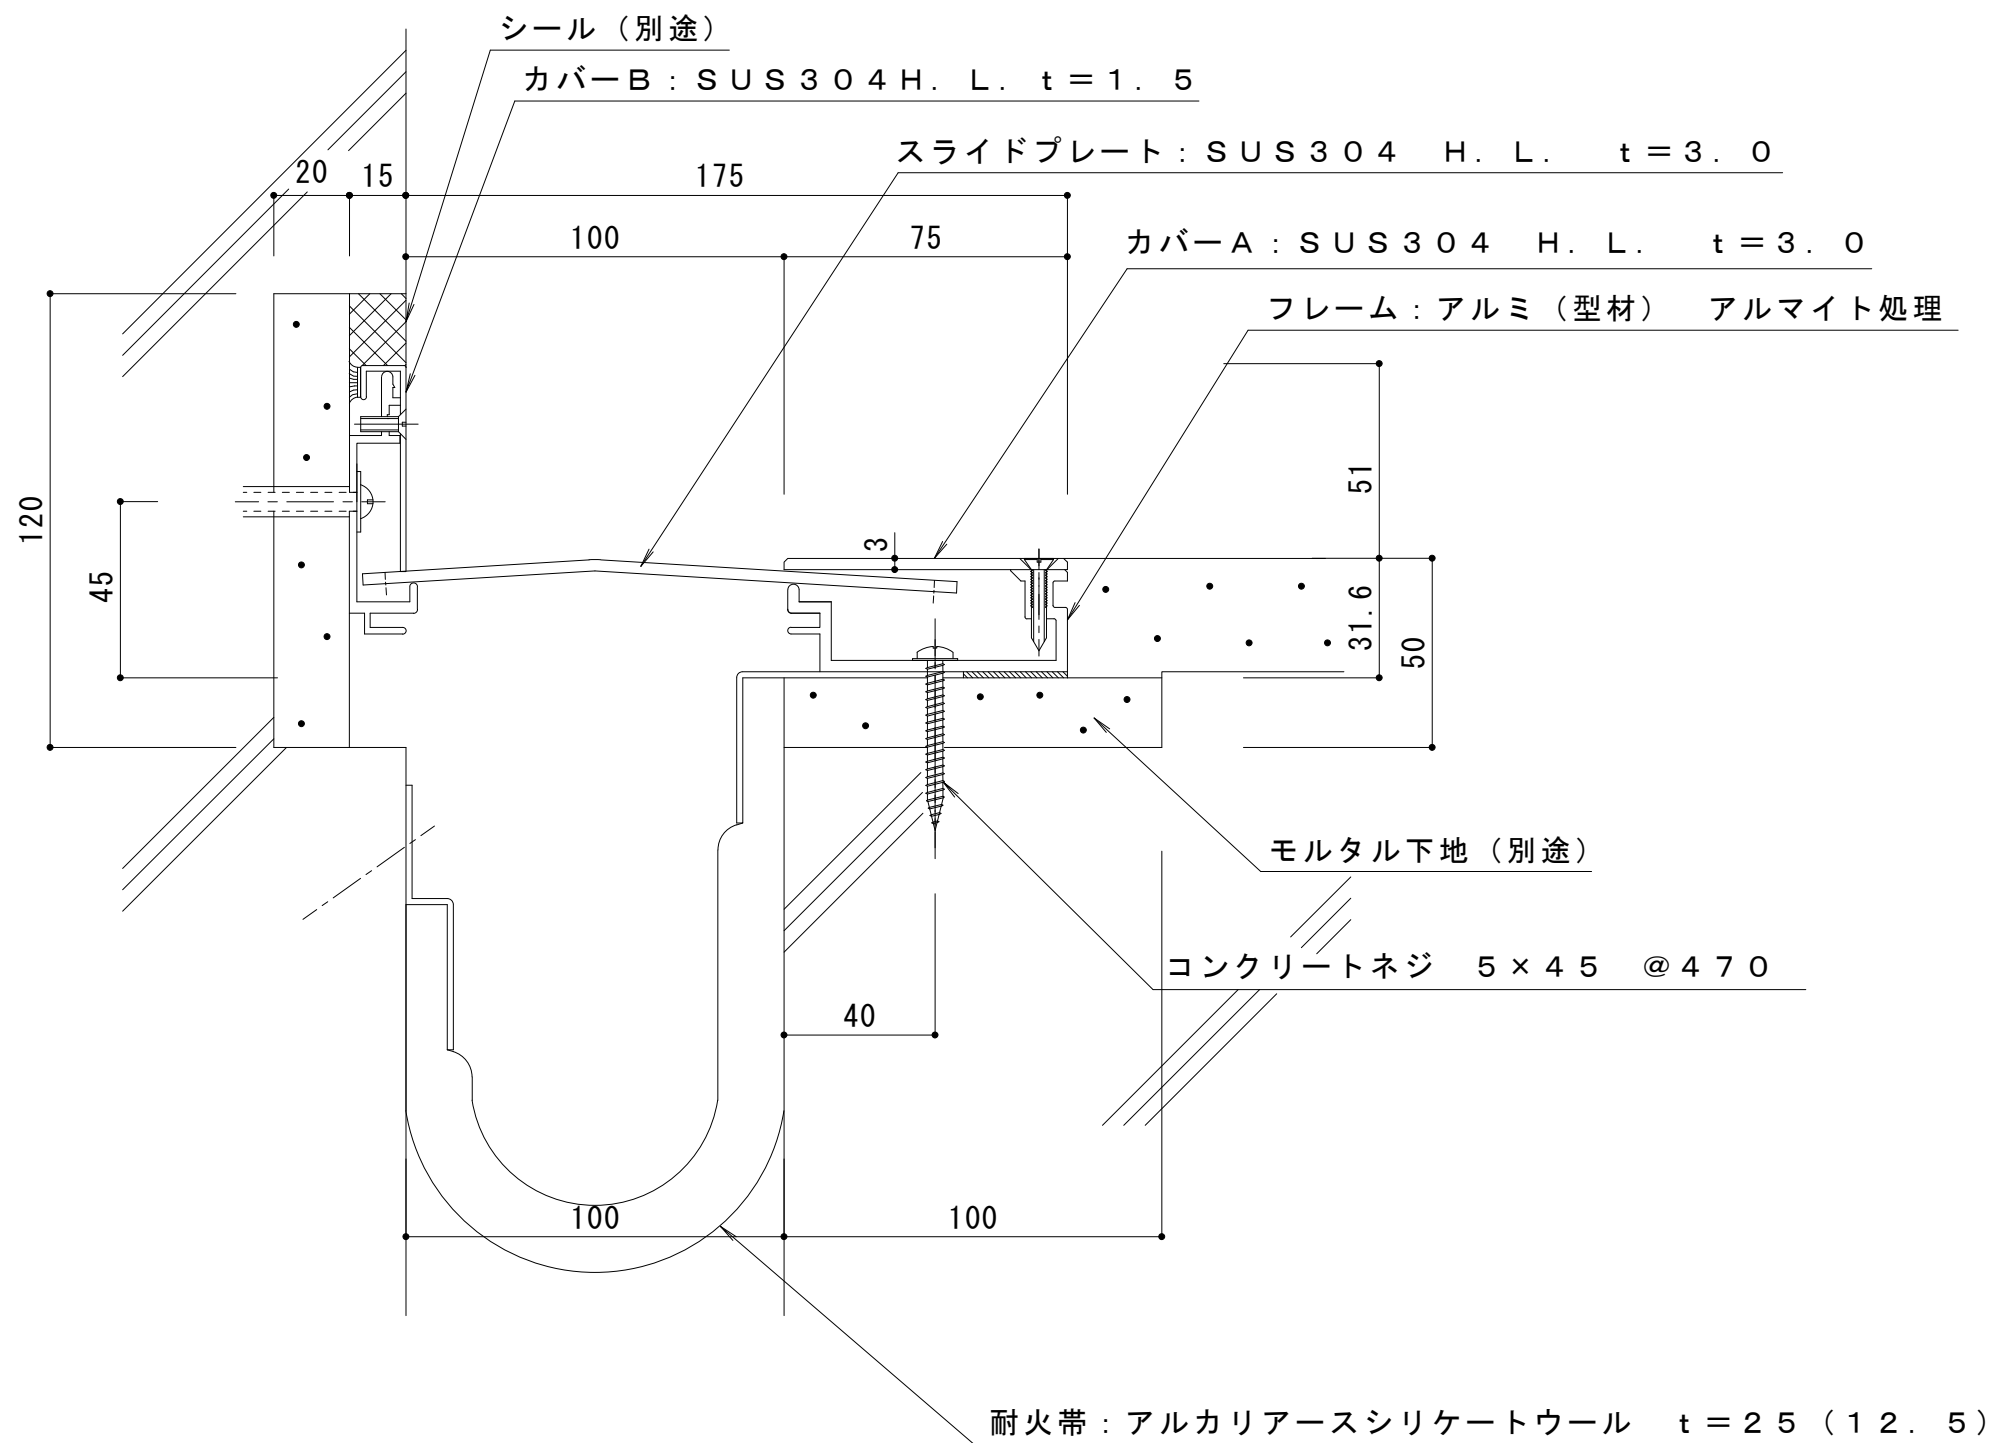 シール（別途）
カバーＢ：ＳＵＳ３０４Ｈ．Ｌ．ｔ＝１．５
スライドプレート：ＳＵＳ３０４　Ｈ．Ｌ．　ｔ＝３．０
20
15
175
100
75
カバーＡ：ＳＵＳ３０４　Ｈ．Ｌ．　ｔ＝３．０
フレーム：アルミ（型材）　アルマイト処理
51
120
3
45
31.6
50
モルタル下地（別途）
コンクリートネジ　５×４５　＠４７０
40
100
100
耐火帯：アルカリアースシリケートウール　ｔ＝２５（１２．５）